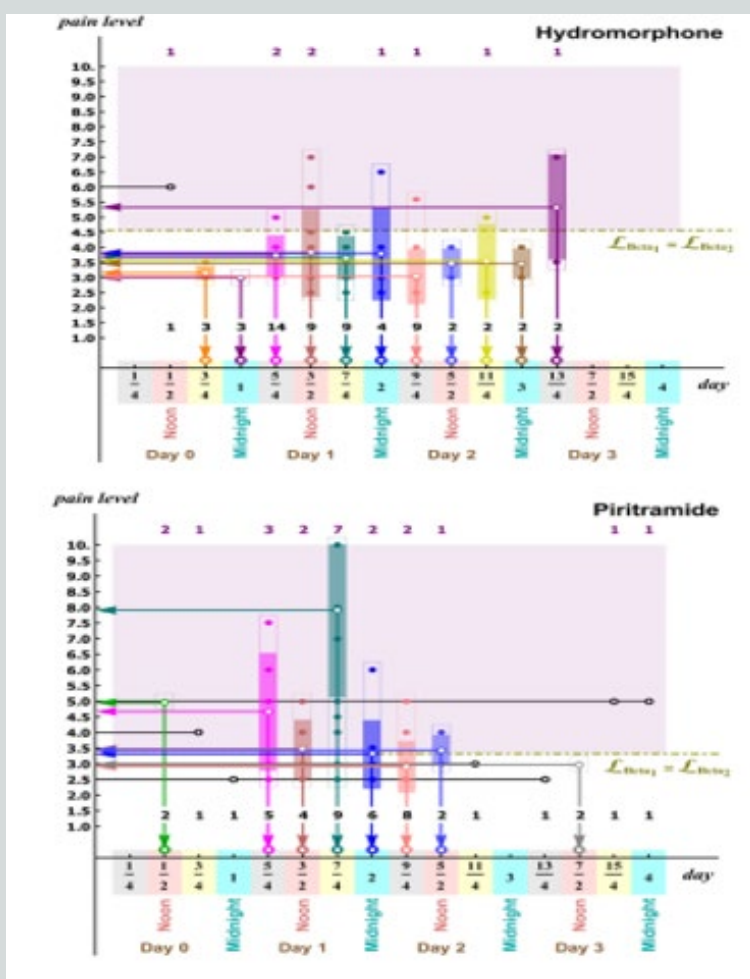 pain level
Hydromorphone
1 2 2 1 1 1 1
10.
9.5
9.0
8.5
8.0
7.5
7.0
6.5
6.0
5.5
5.0
4.5
4.0
3.5
3.0
2.5
2.0
1.5
1.0
£Beta1 = £Beta2
1 3 3 14 9 9 4 9 2 2 2 2
1/4 1/2 3/4 1 5/4 3/2 7/4 2 9/4 5/2 11/4 3 13/4 7/2 15/4 4
day
Noon Midnight Noon Midnight Noon Midnight Noon Midnight
Day 0 Day 1 Day 2 Day 3
pain level
Piritramide
2 1 3 2 7 2 2 1 1 1
10.
9.5
9.0
8.5
8.0
7.5
7.0
6.5
6.0
5.5
5.0
4.5
4.0
3.5
3.0
2.5
2.0
1.5
1.0
£Beta1 = £Beta2
2 1 1 5 4 9 6 8 2 1 1 2 1 1
1/4 1/2 3/4 1 5/4 3/2 7/4 2 9/4 5/2 11/4 3 13/4 7/2 15/4 4
day
Noon Midnight Noon Midnight Noon Midnight Noon Midnight
Day 0 Day 1 Day 2 Day 3